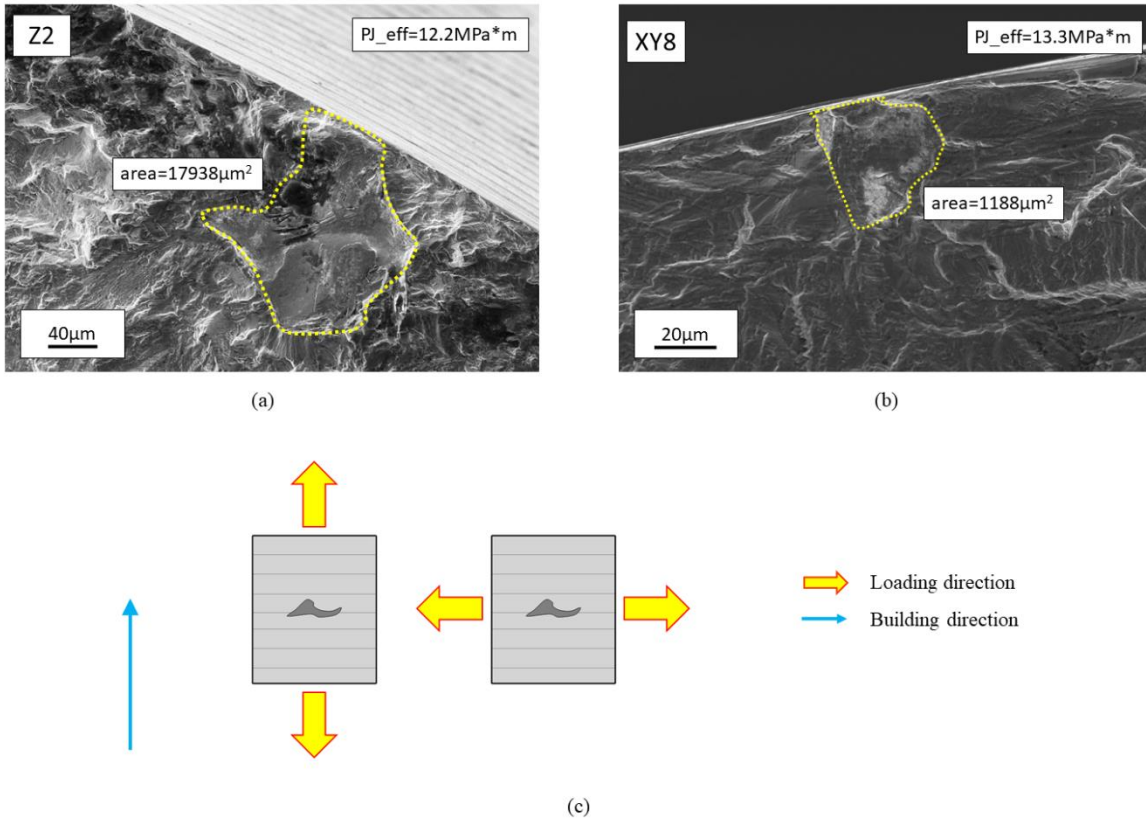 Z2
PJ_eff=12.2MPa*m
area=17938μm²
40μm
(a)
XY8
PJ_eff=13.3MPa*m
area=1188μm²
20μm
(b)
Loading direction
Building direction
(c)